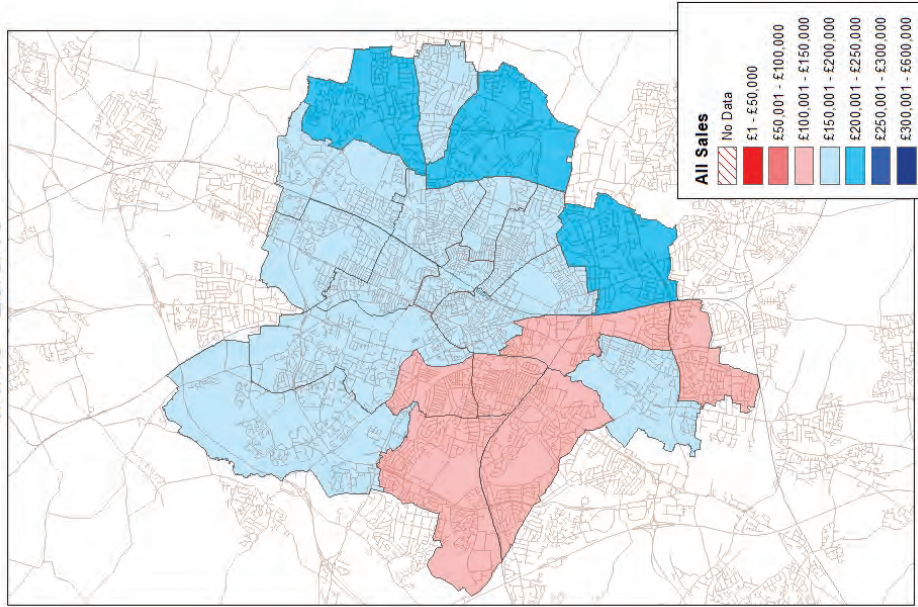 All Sales
No Data
£1 - £50,000
£50,001 - £100,000
£100,001 - £150,000
£150,001 - £200,000
£200,001 - £250,000
£250,001 - £300,000
£300,001 - £600,000